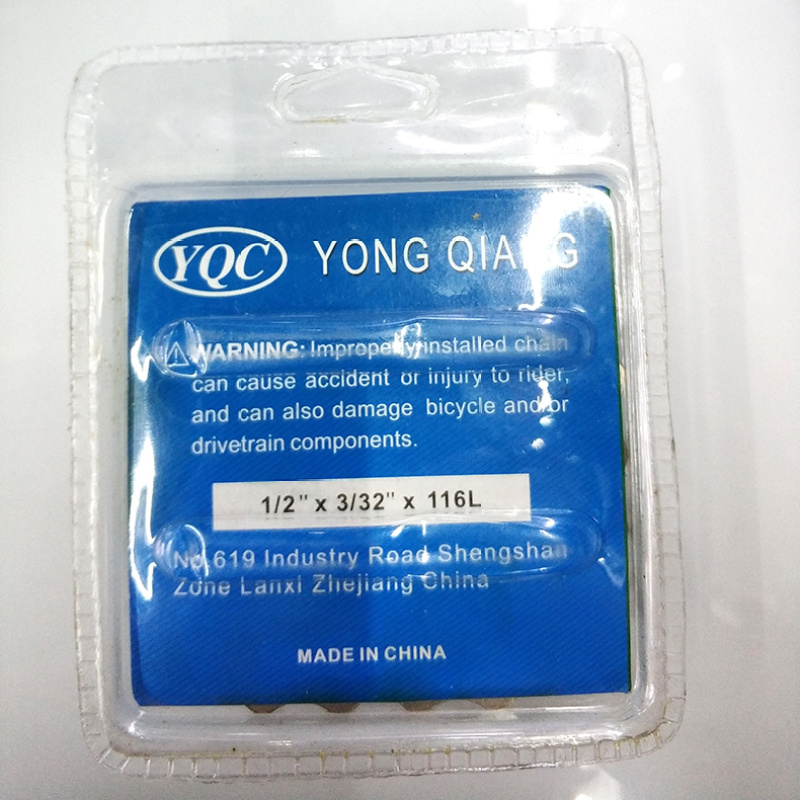 YQC YONG QIANG
WARNING: Improperly installed chain
can cause accident or injury to rider,
and can also damage bicycle and/or
drivetrain components.
1/2" x 3/32" x 116L
No.619 Industry Road Shengshan
Zone Lanxi Zhejiang China
MADE IN CHINA